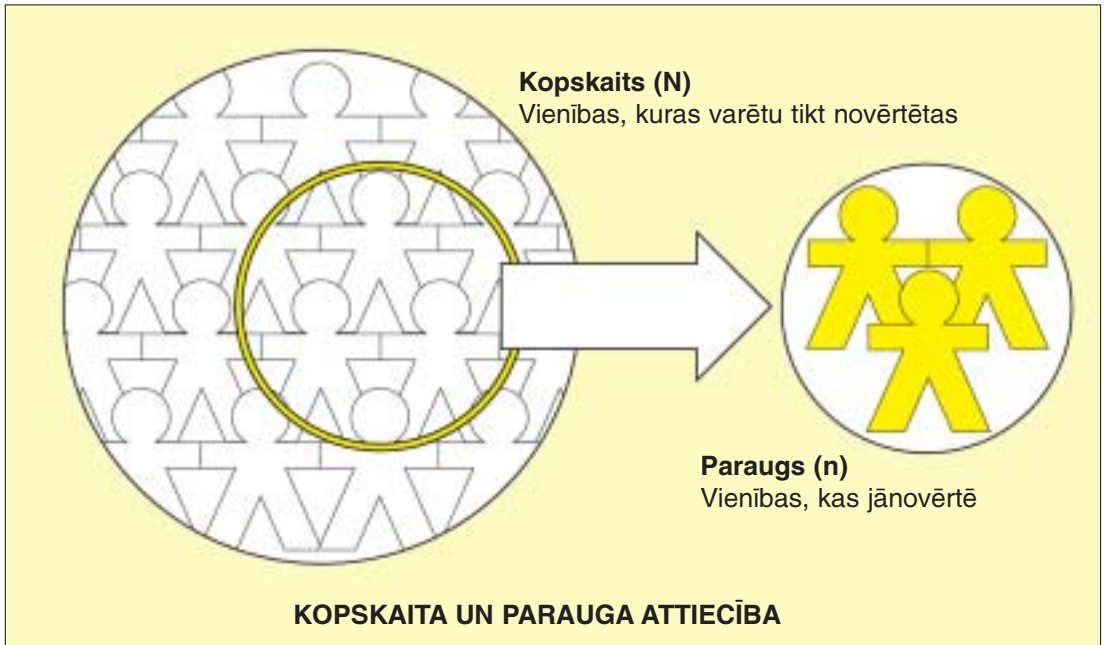 Kopskaits (N)
Vienības, kuras varētu tikt novērtētas
Paraugs (n)
Vienības, kas jānovērtē
KOPSKAITA UN PARAUGA ATTIECĪBA